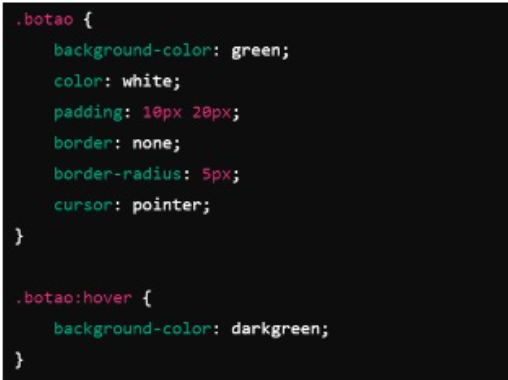 .botao {
    background-color: green;
    color: white;
    padding: 10px 20px;
    border: none;
    border-radius: 5px;
    cursor: pointer;
}

.botao:hover {
    background-color: darkgreen;
}